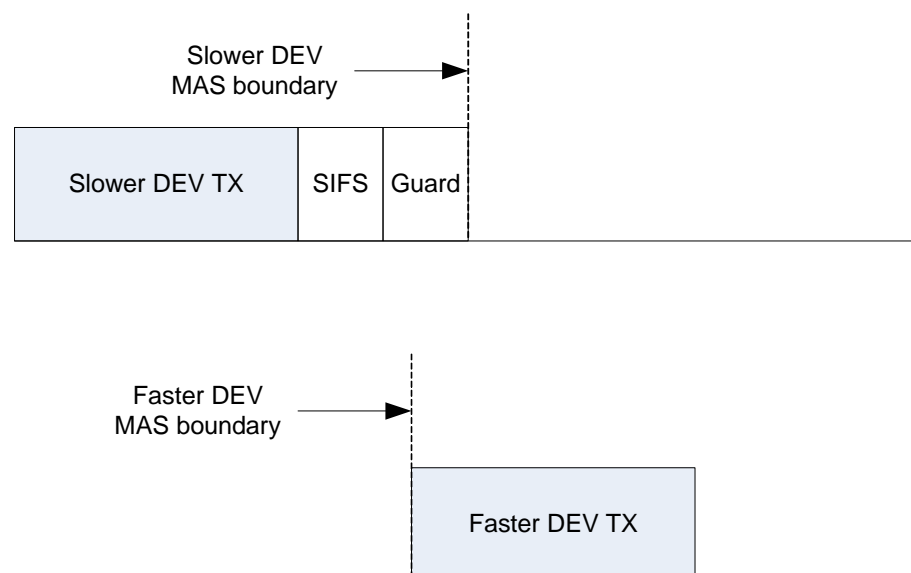 Slower DEV
MAS boundary
Slower DEV TX
SIFS
Guard
Faster DEV
MAS boundary
Faster DEV TX